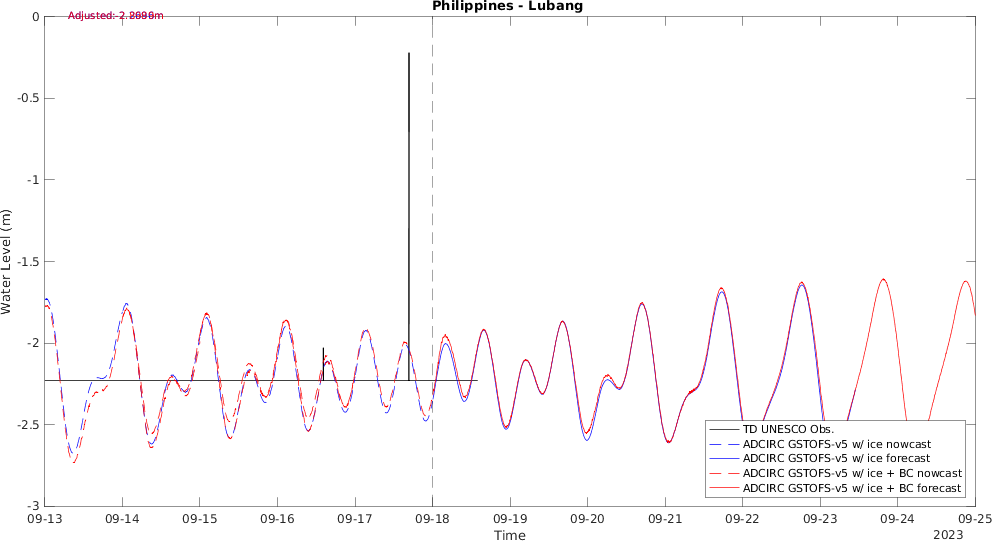 Philippines - Lubang
Adjusted:
Water Level (m)
0
-0.5
-1
-1.5
-2
-2.5
-3
09-13 09-14 09-15 09-16 09-17 09-18 09-19 09-20 09-21 09-22 09-23 09-24 09-25
Time
2023
TD UNESCO Obs.
ADCIRC GSTOFS-v5 w/ ice nowcast
ADCIRC GSTOFS-v5 w/ ice forecast
ADCIRC GSTOFS-v5 w/ ice + BC nowcast
ADCIRC GSTOFS-v5 w/ ice + BC forecast